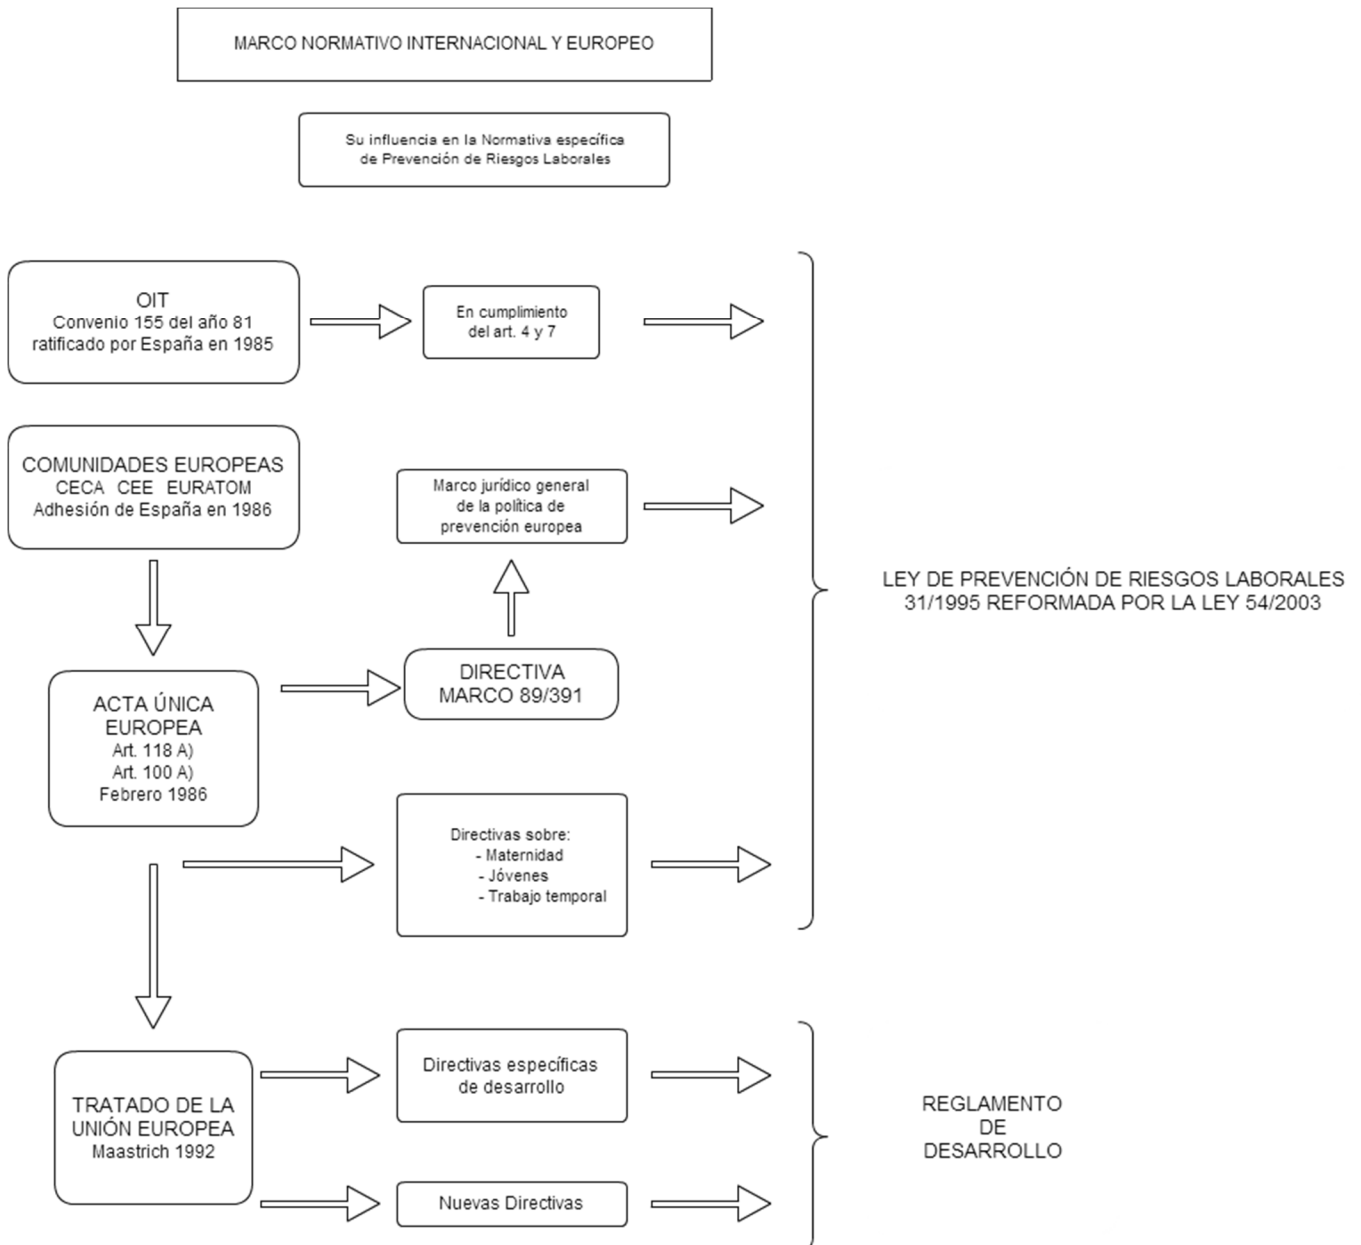 MARCO NORMATIVO INTERNACIONAL Y EUROPEO
Su influencia en la Normativa específica
de Prevención de Riesgos Laborales
OIT
Convenio 155 del año 81
ratificado por España en 1985
En cumplimiento
del art. 4 y 7
COMUNIDADES EUROPEAS
CECA CEE EURATOM
Adhesión de España en 1986
Marco jurídico general
de la política de
prevención europea
LEY DE PREVENCIÓN DE RIESGOS LABORALES
31/1995 REFORMADA POR LA LEY 54/2003
ACTA ÚNICA
EUROPEA
Art. 118 A)
Art. 100 A)
Febrero 1986
DIRECTIVA
MARCO 89/391
Directivas sobre:
- Maternidad
- Jóvenes
- Trabajo temporal
TRATADO DE LA
UNIÓN EUROPEA
Maastrich 1992
Directivas específicas
de desarrollo
Nuevas Directivas
REGLAMENTO
DE
DESARROLLO